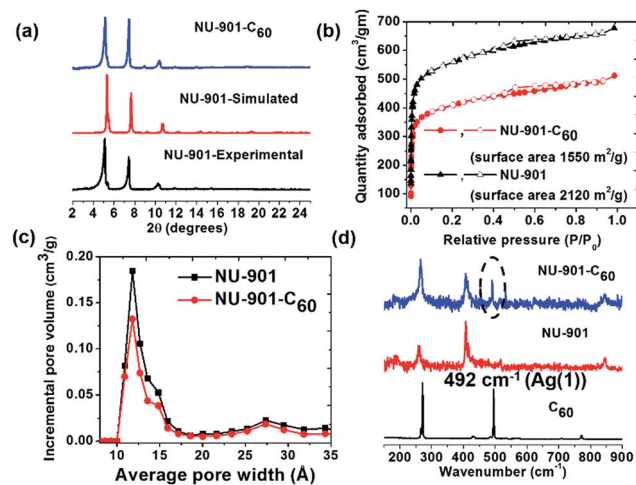 (a)
NU-901-C60
NU-901-Simulated
NU-901-Experimental
2 4 6 8 10 12 14 16 18 20 22 24
2θ (degrees)
(b)
Quantity adsorbed (cm3/gm)
700
600
500
400
300
200
100
NU-901-C60
(surface area 1550 m2/g)
NU-901
(surface area 2120 m2/g)
0.0 0.2 0.4 0.6 0.8 1.0
Relative pressure (P/P0)
(c)
Incremental pore volume (cm3/g)
0.20
0.15
0.10
0.05
0.00
NU-901
NU-901-C60
10 15 20 25 30 35
Average pore width (Å)
(d)
NU-901-C60
NU-901
492 cm-1 (Ag(1))
C60
200 300 400 500 600 700 800 900
Wavenumber (cm-1)